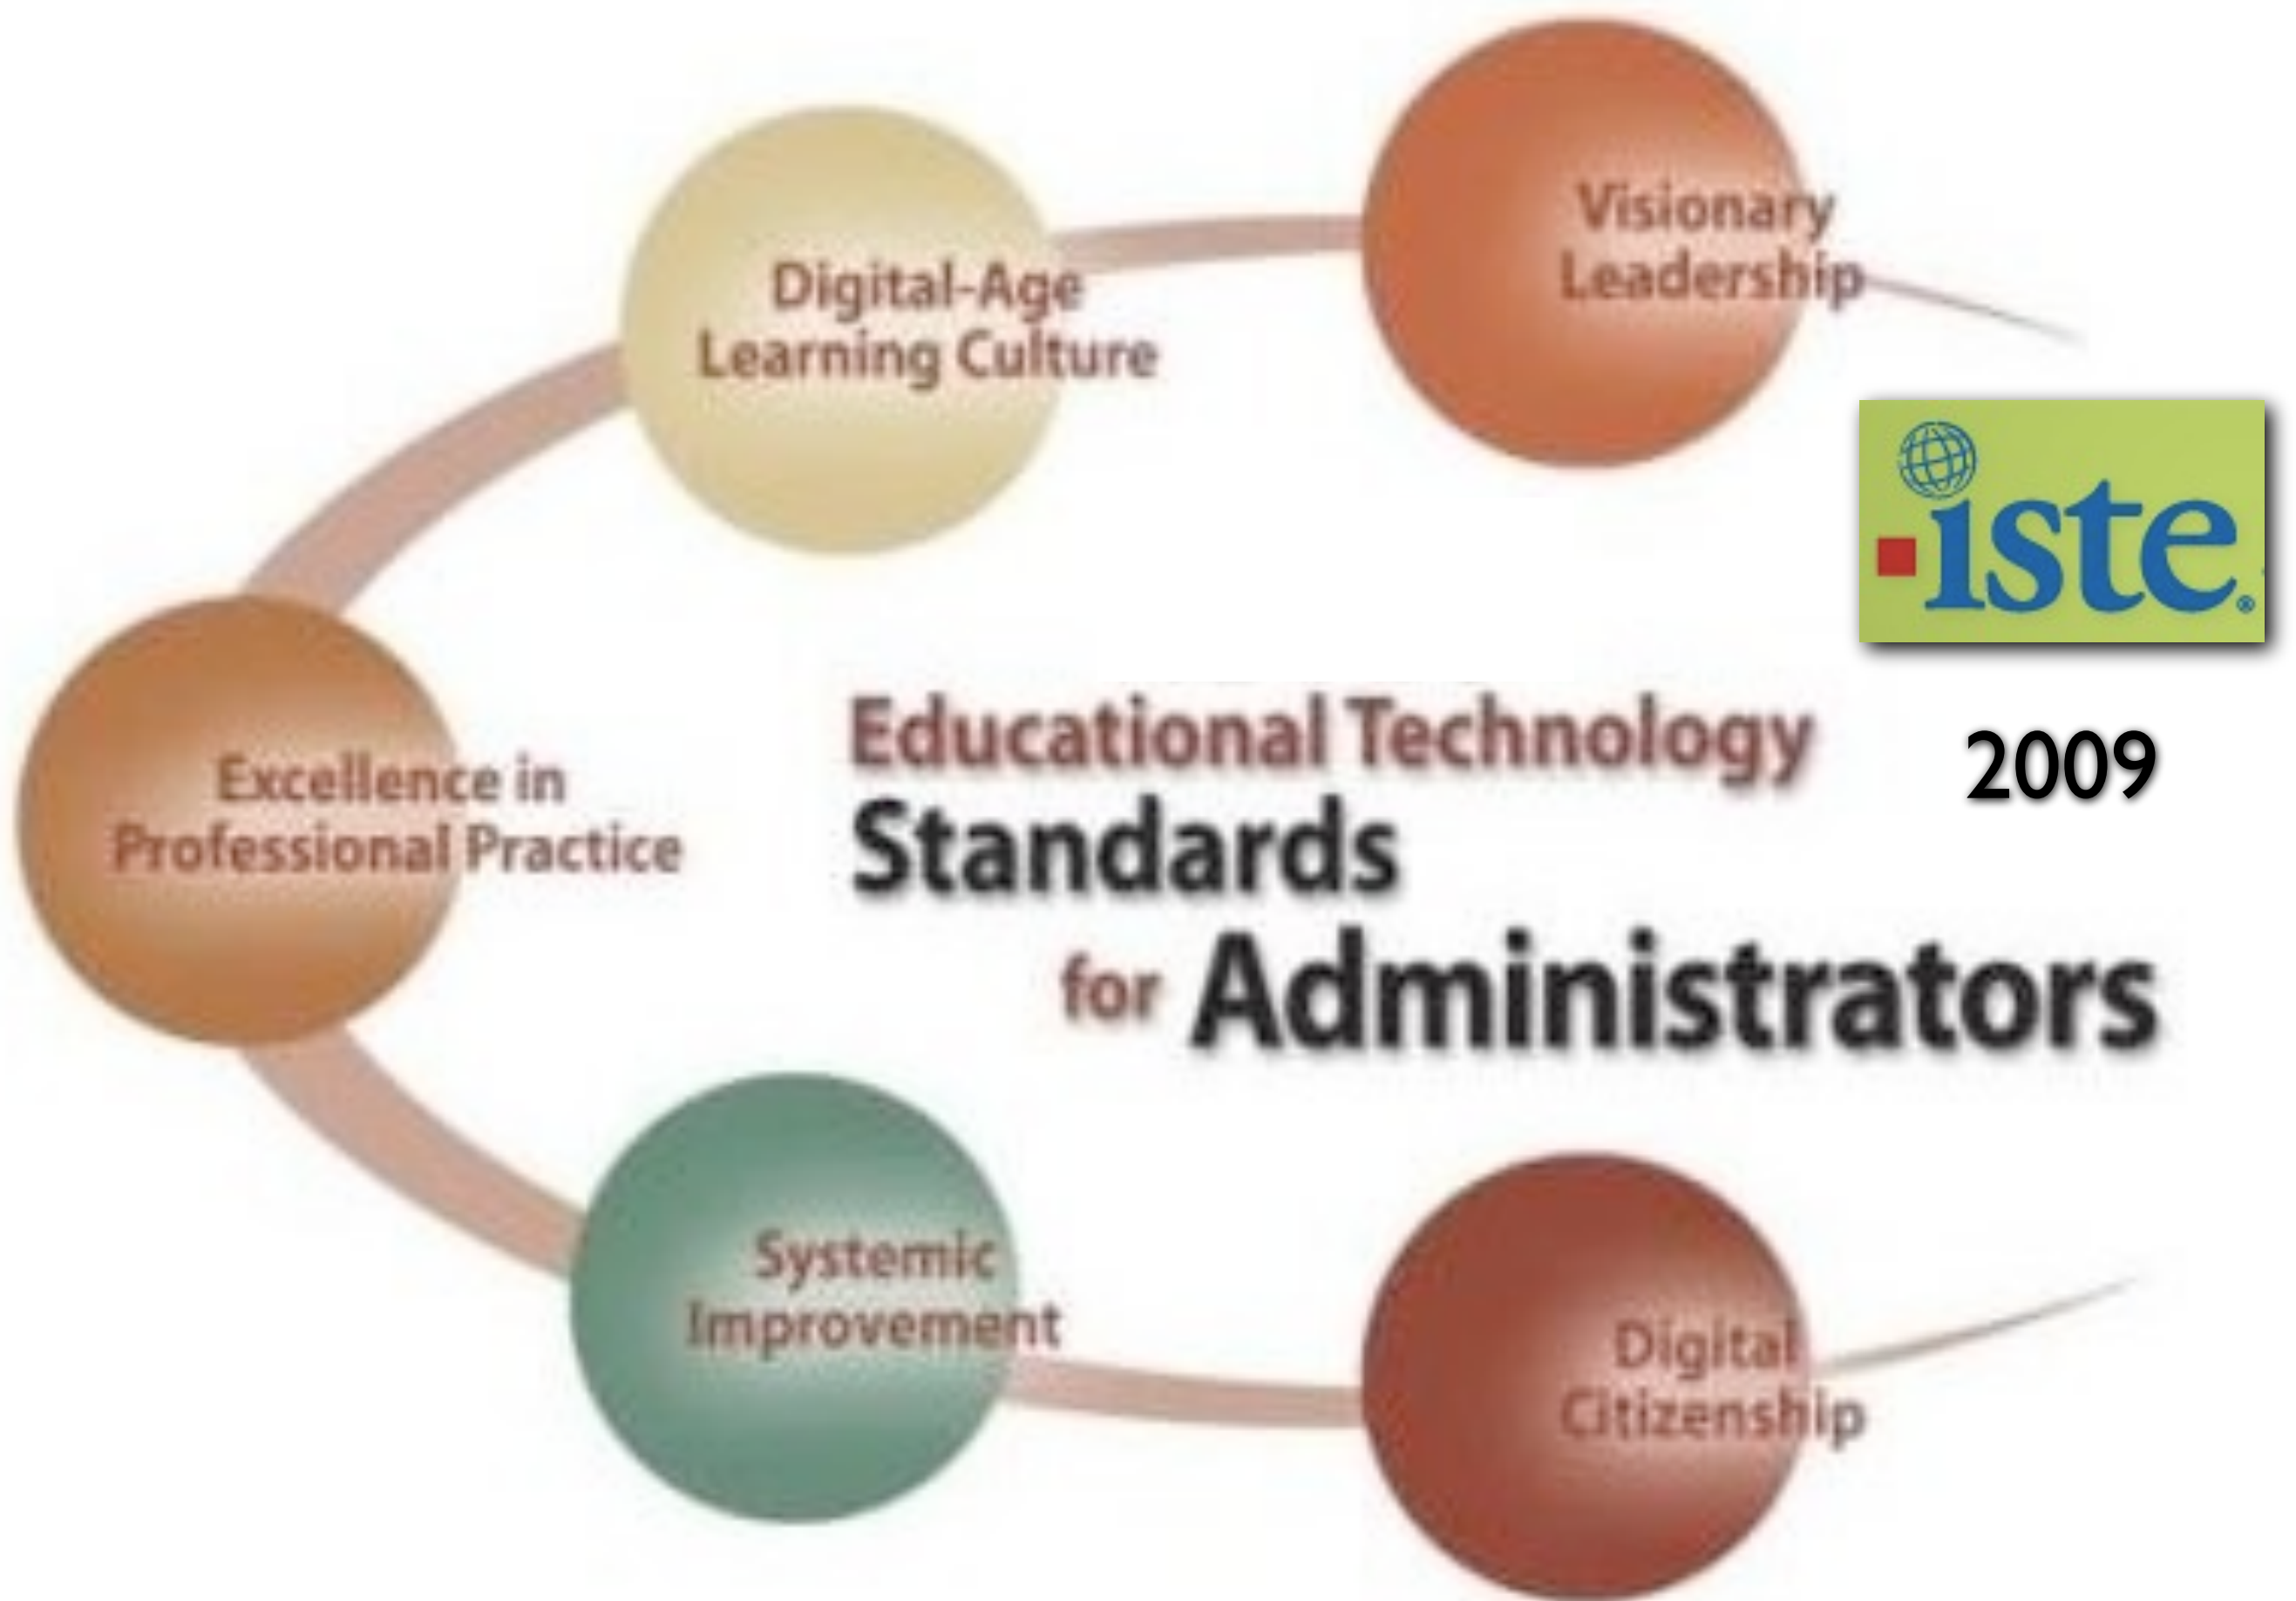 Visionary
Leadership
Digital-Age
Learning Culture
iste®
Educational Technology
2009
Excellence in
Professional Practice
Standards
for Administrators
Systemic
Improvement
Digital
Citizenship